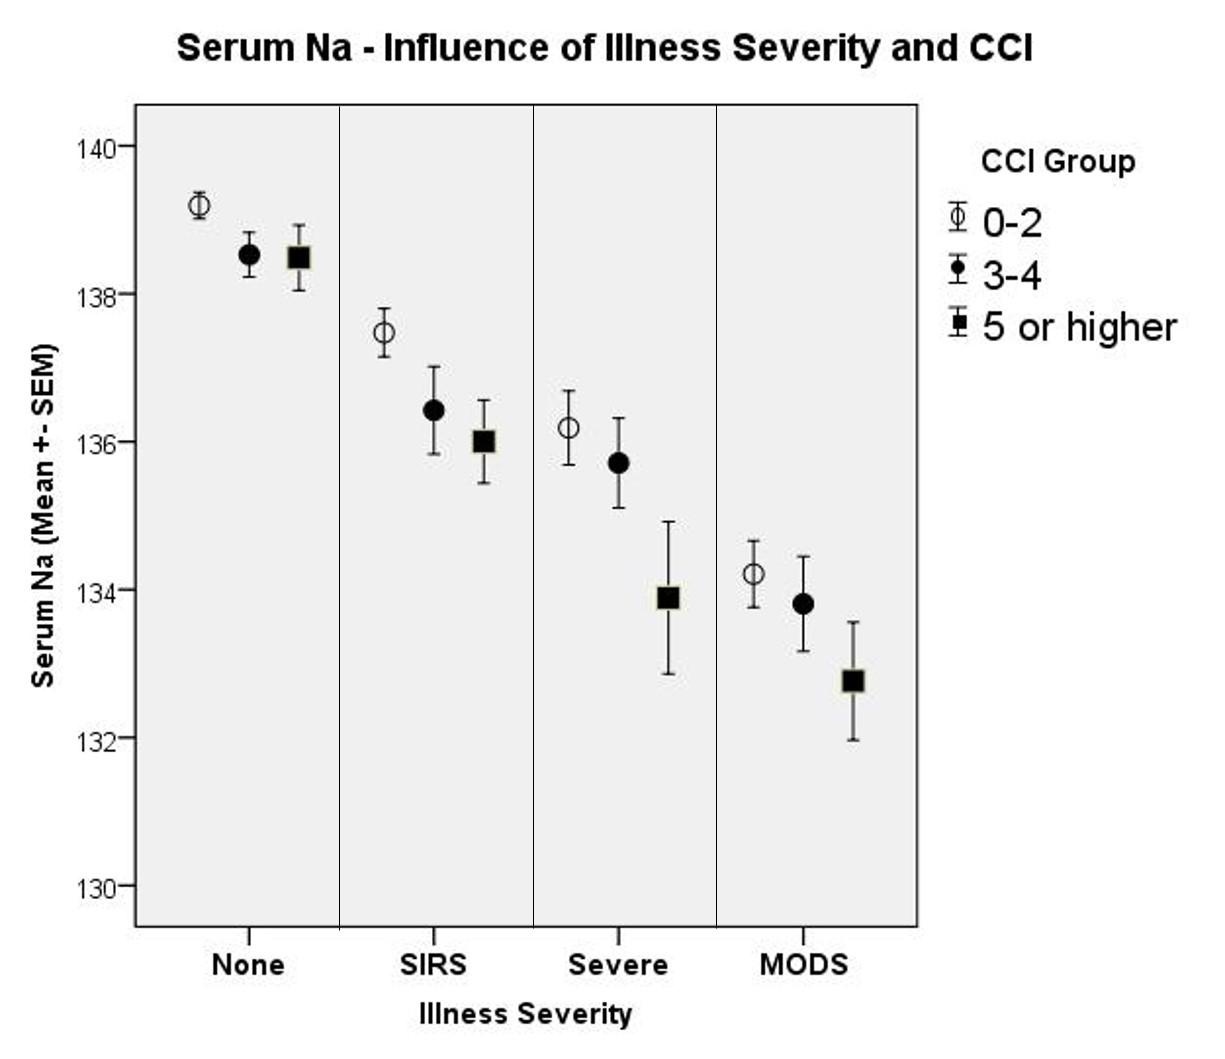 Serum Na - Influence of Illness Severity and CCI
140
138
136
134
132
130
Serum Na (Mean +- SEM)
None
SIRS
Severe
MODS
Illness Severity
CCI Group
0-2
3-4
5 or higher